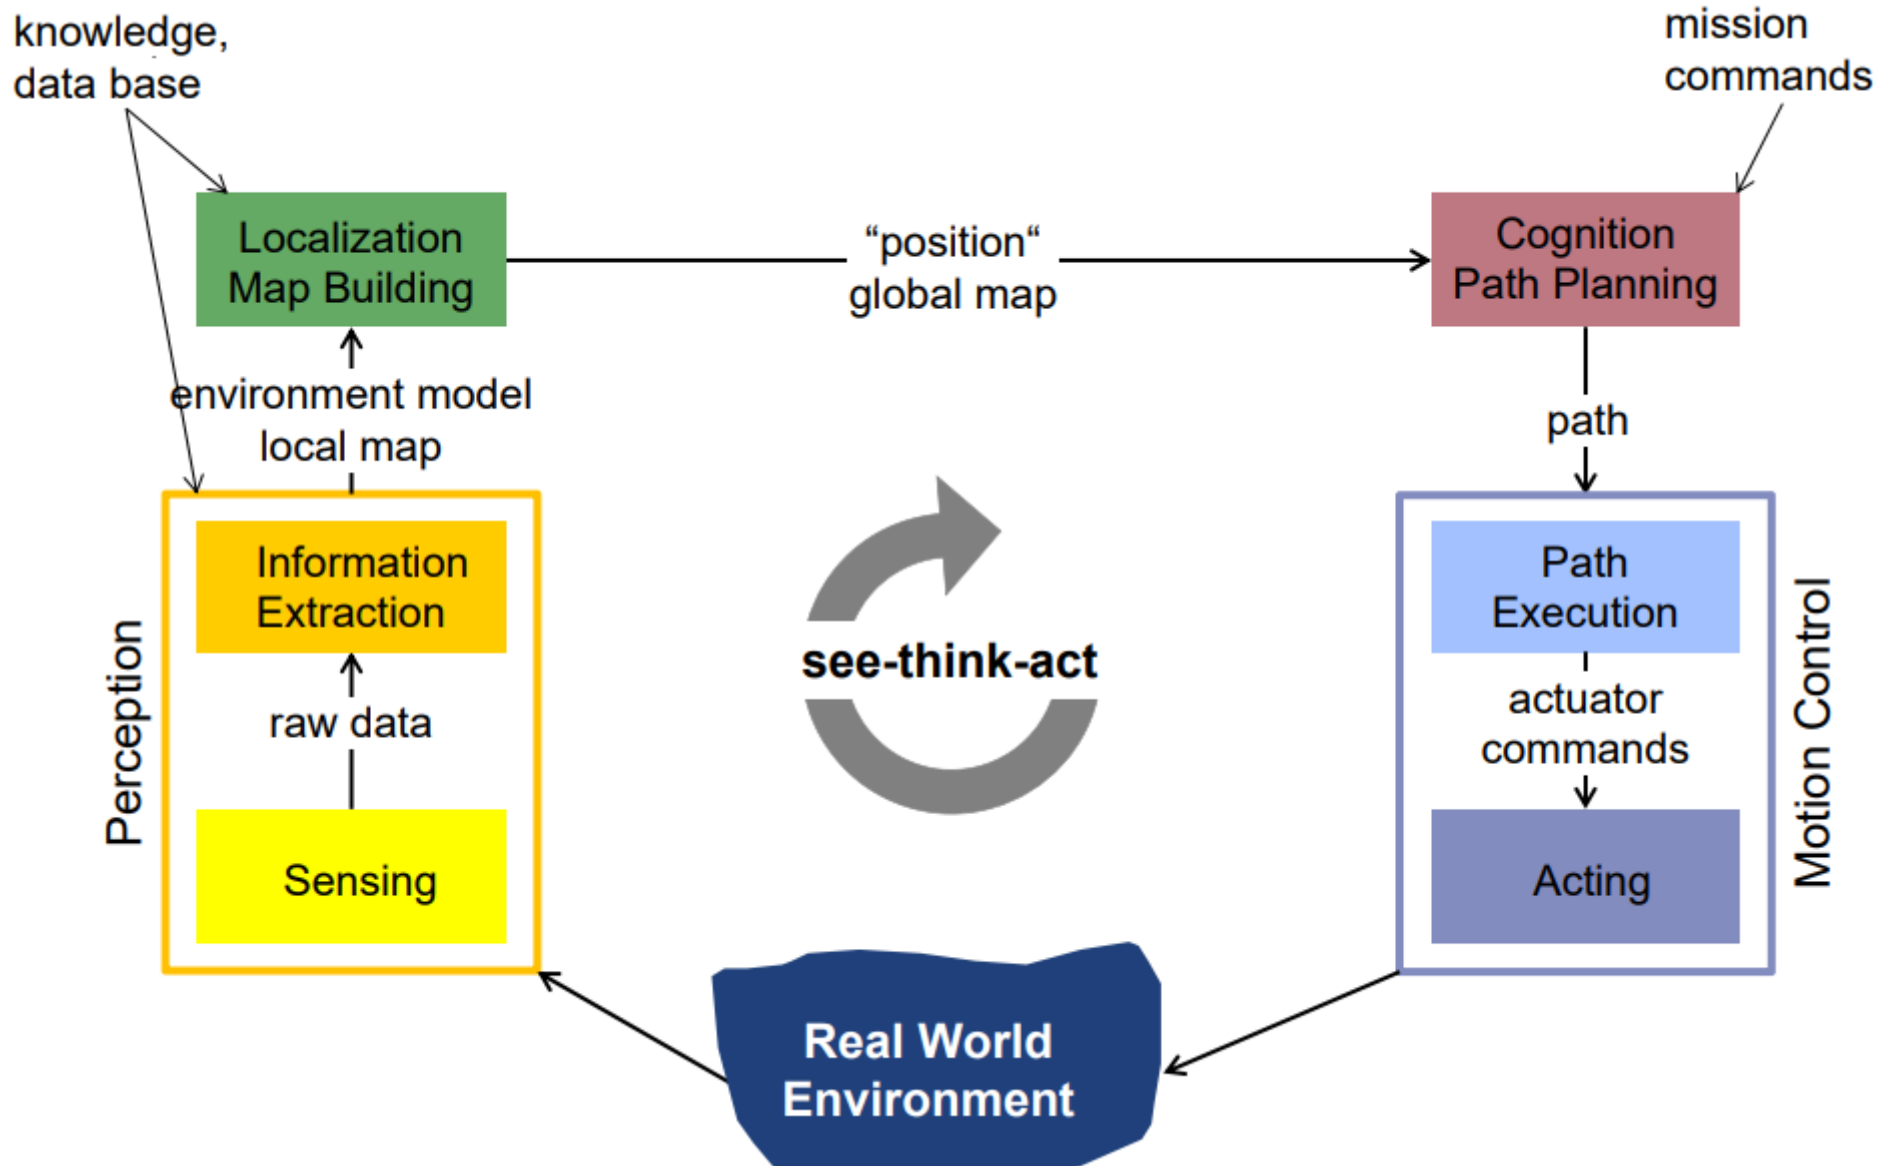 knowledge,
data base
mission
commands
Localization
Map Building
“position“
global map
Cognition
Path Planning
environment model
local map
path
Perception
Information
Extraction
raw data
Sensing
see-think-act
Path
Execution
actuator
commands
Acting
Motion Control
Real World
Environment